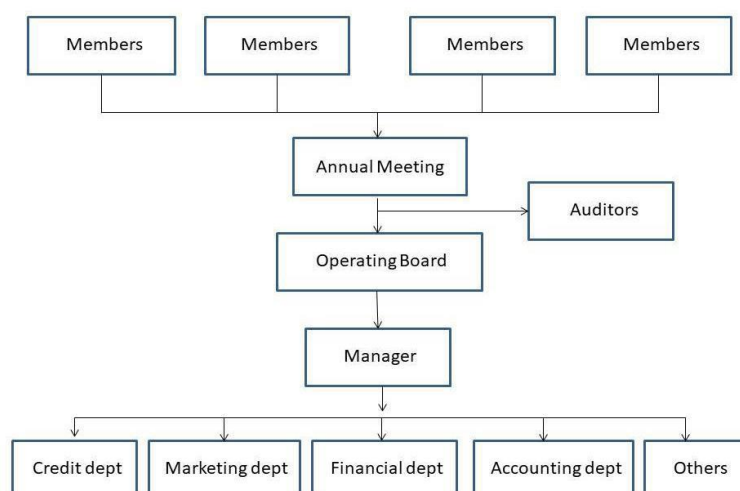 Members
Members
Members
Members
Annual Meeting
Auditors
Operating Board
Manager
Credit dept
Marketing dept
Financial dept
Accounting dept
Others